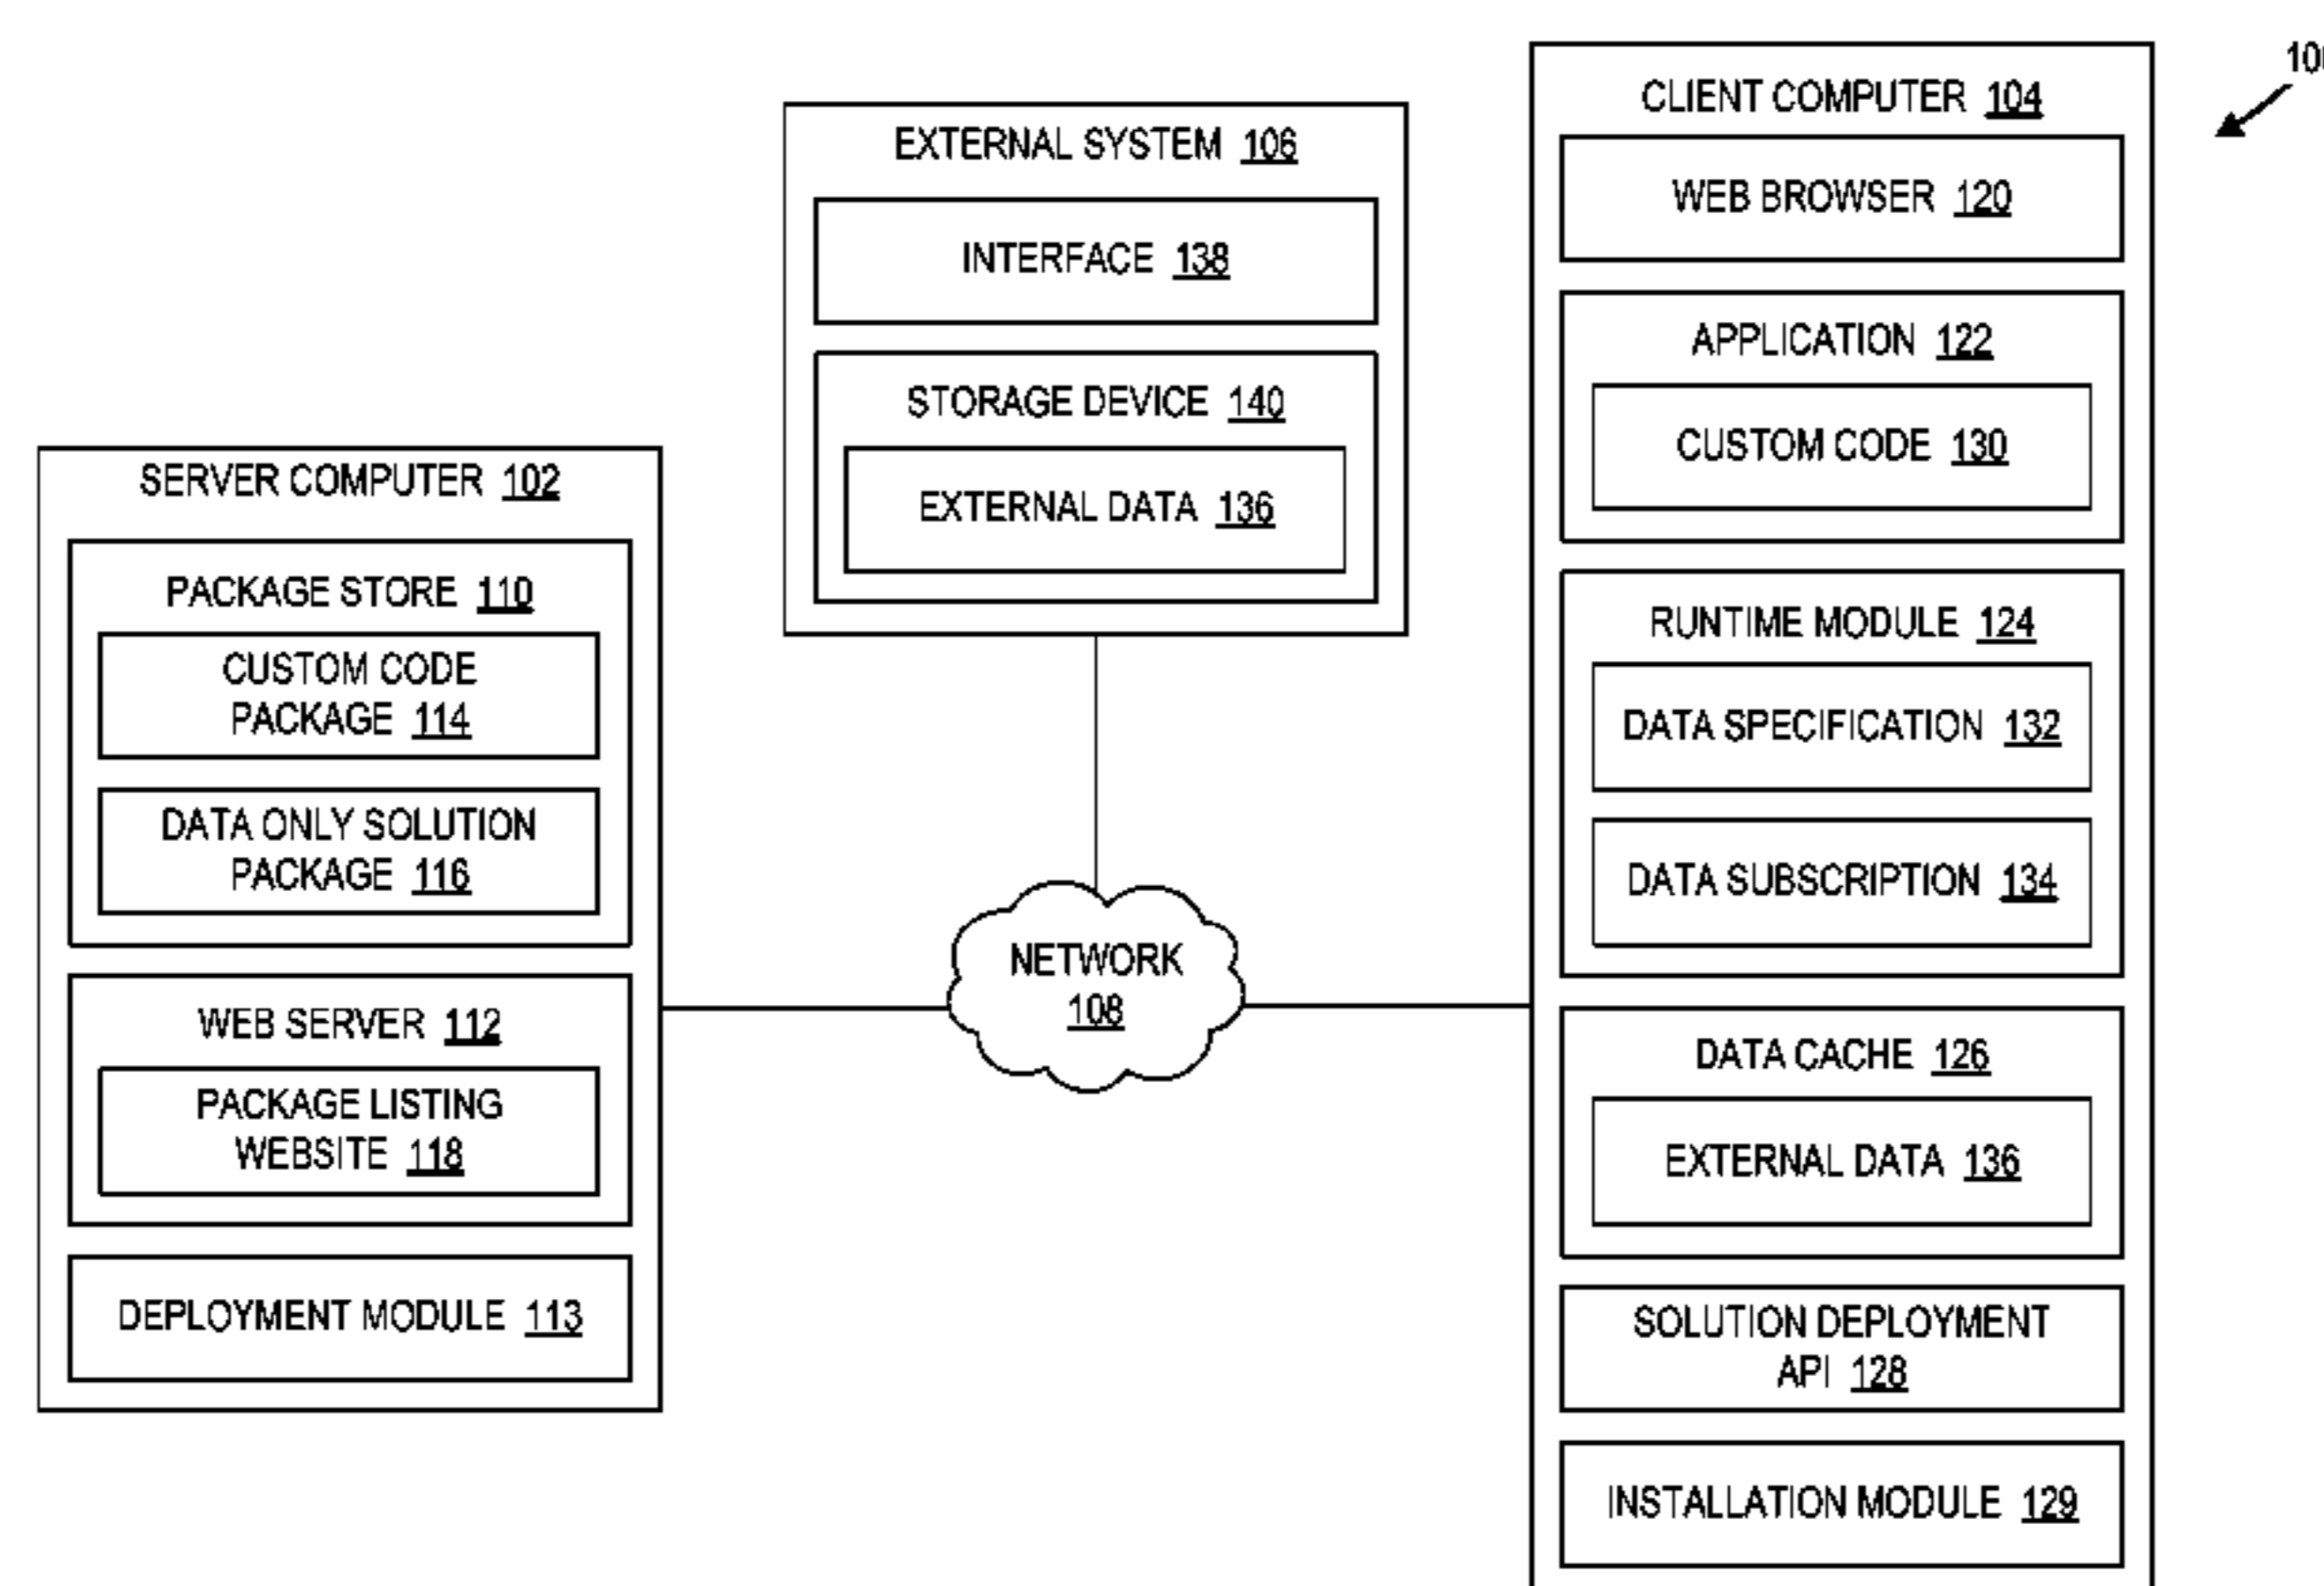 10
CLIENT COMPUTER 104
WEB BROWSER 120
APPLICATION 122
CUSTOM CODE 130
RUNTIME MODULE 124
DATA SPECIFICATION 132
DATA SUBSCRIPTION 134
DATA CACHE 126
EXTERNAL DATA 136
SOLUTION DEPLOYMENT
API 128
INSTALLATION MODULE 129
EXTERNAL SYSTEM 106
INTERFACE 138
STORAGE DEVICE 140
EXTERNAL DATA 136
SERVER COMPUTER 102
PACKAGE STORE 110
CUSTOM CODE
PACKAGE 114
DATA ONLY SOLUTION
PACKAGE 116
WEB SERVER 112
PACKAGE LISTING
WEBSITE 118
DEPLOYMENT MODULE 113
NETWORK
108